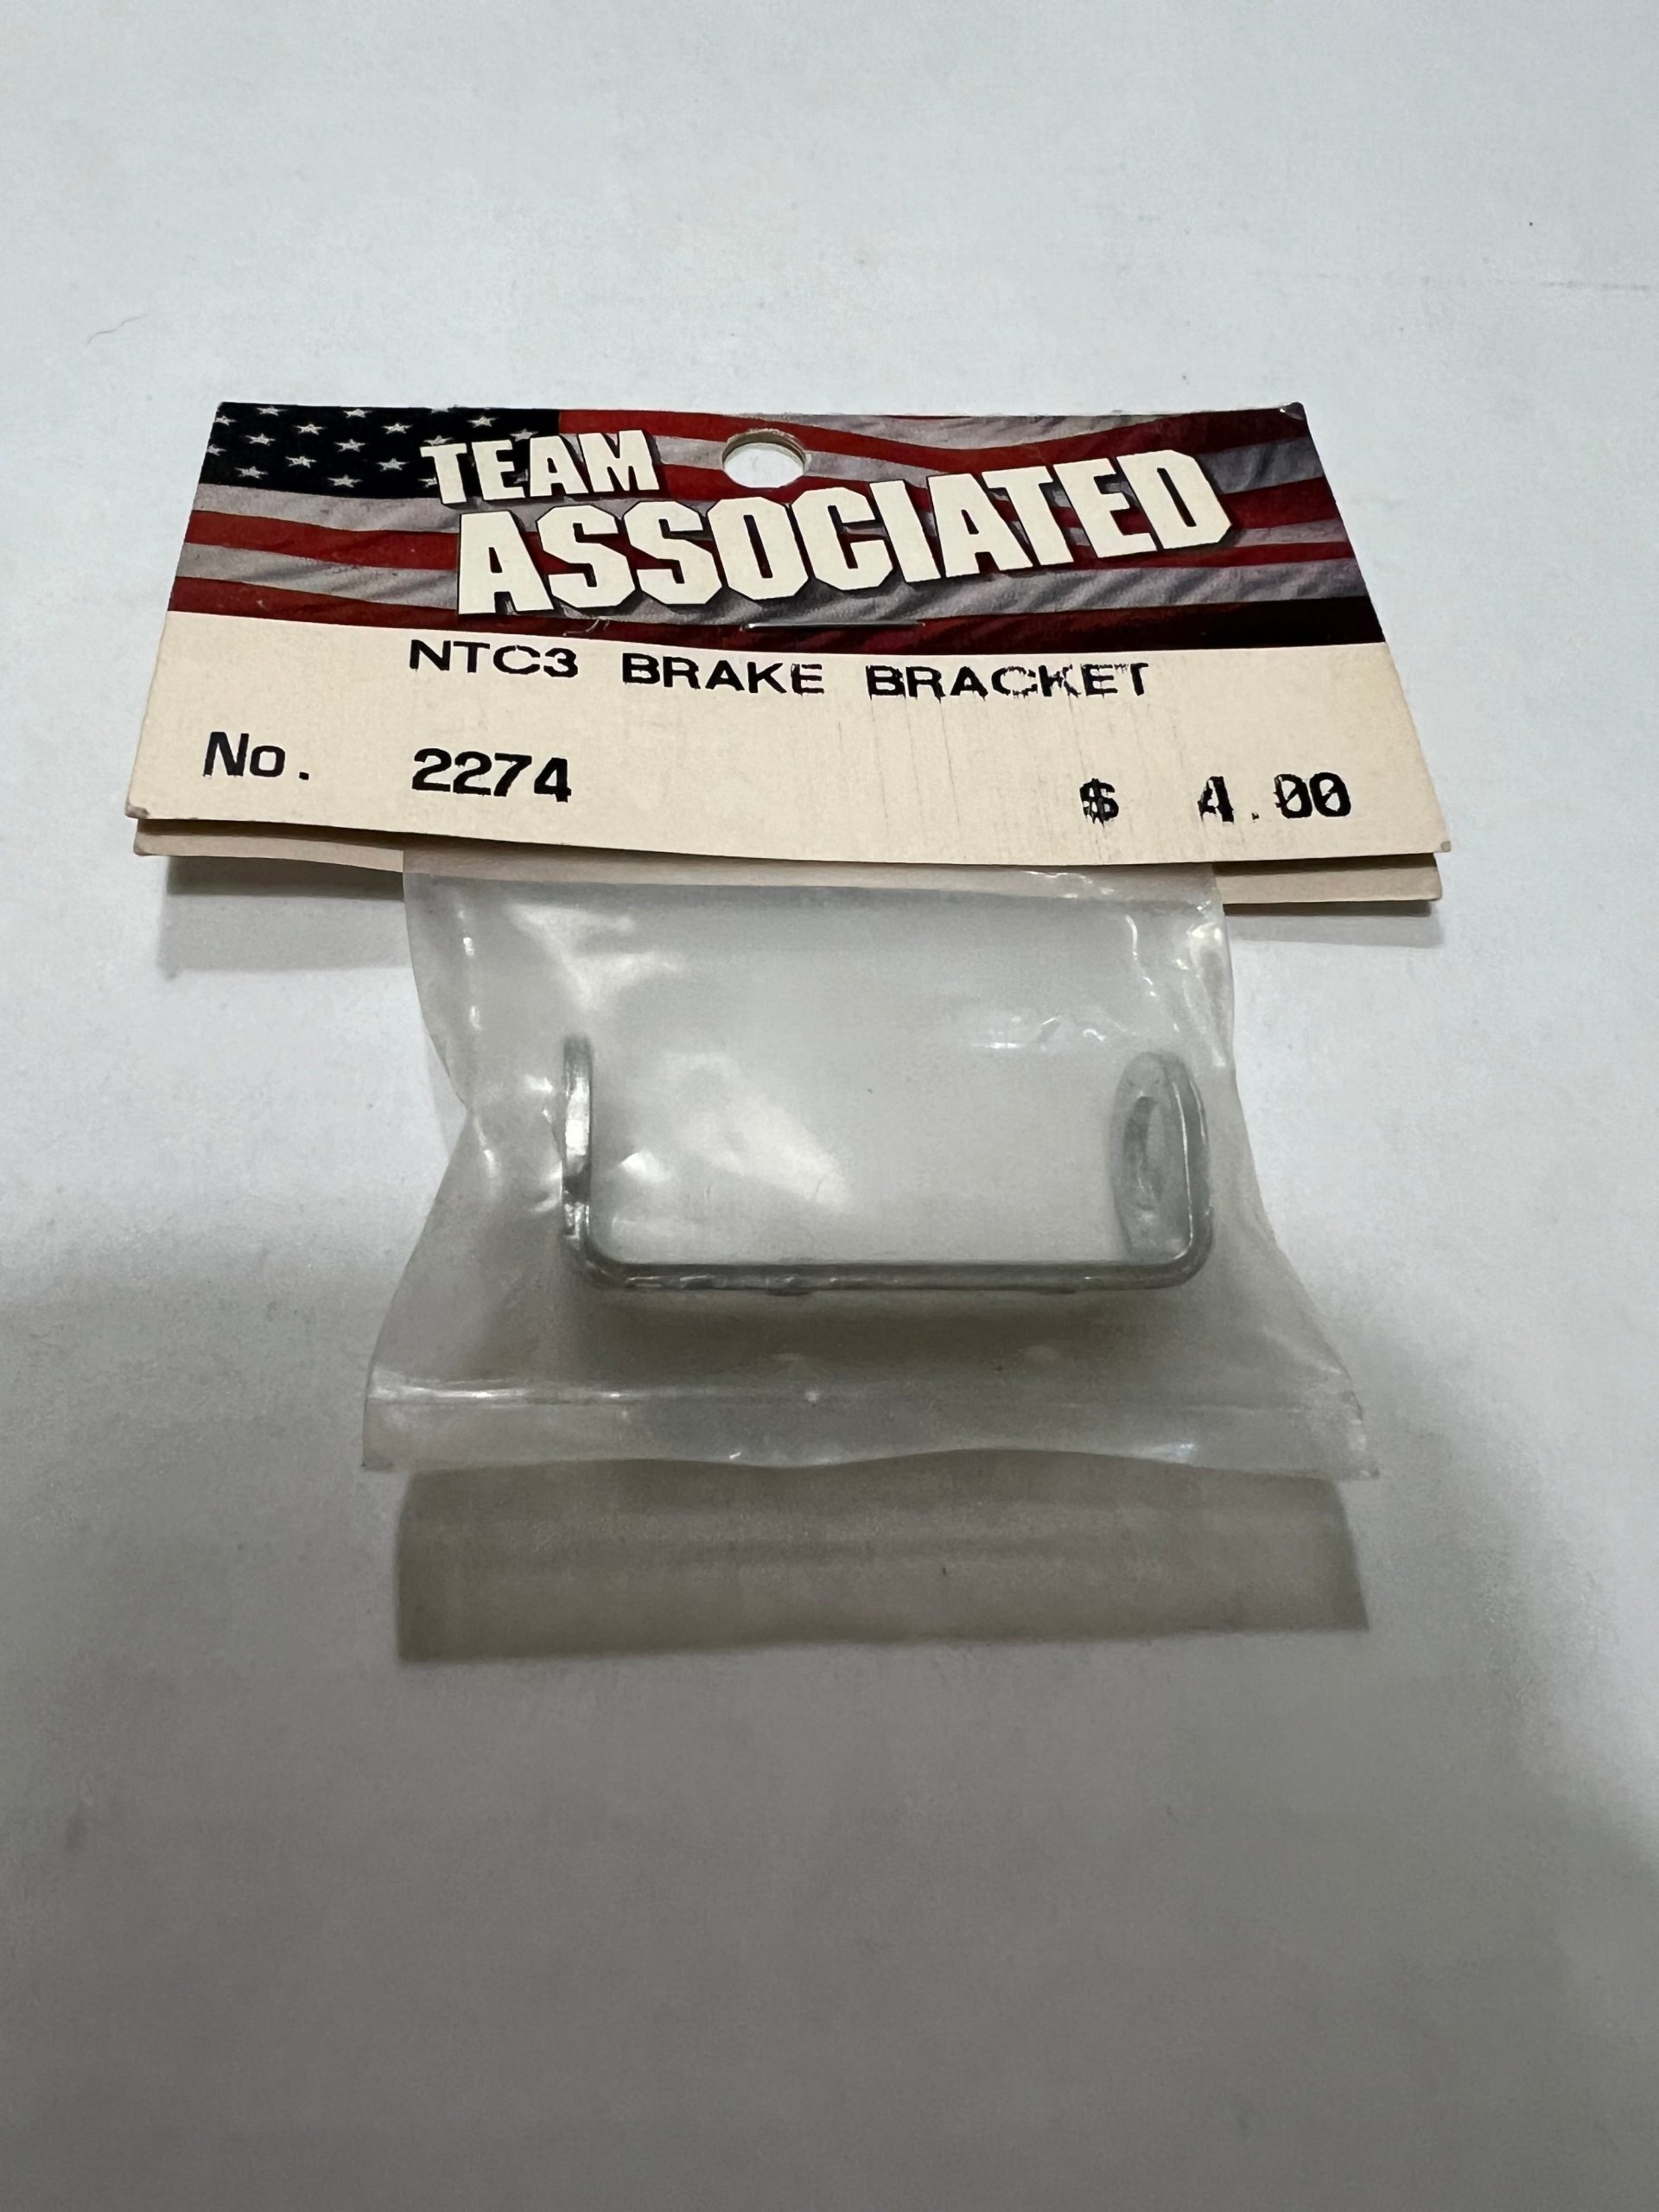 TEAM
ASSOCIATED
NTC3 BRAKE BRACKET
No. 2274 $ 4.00